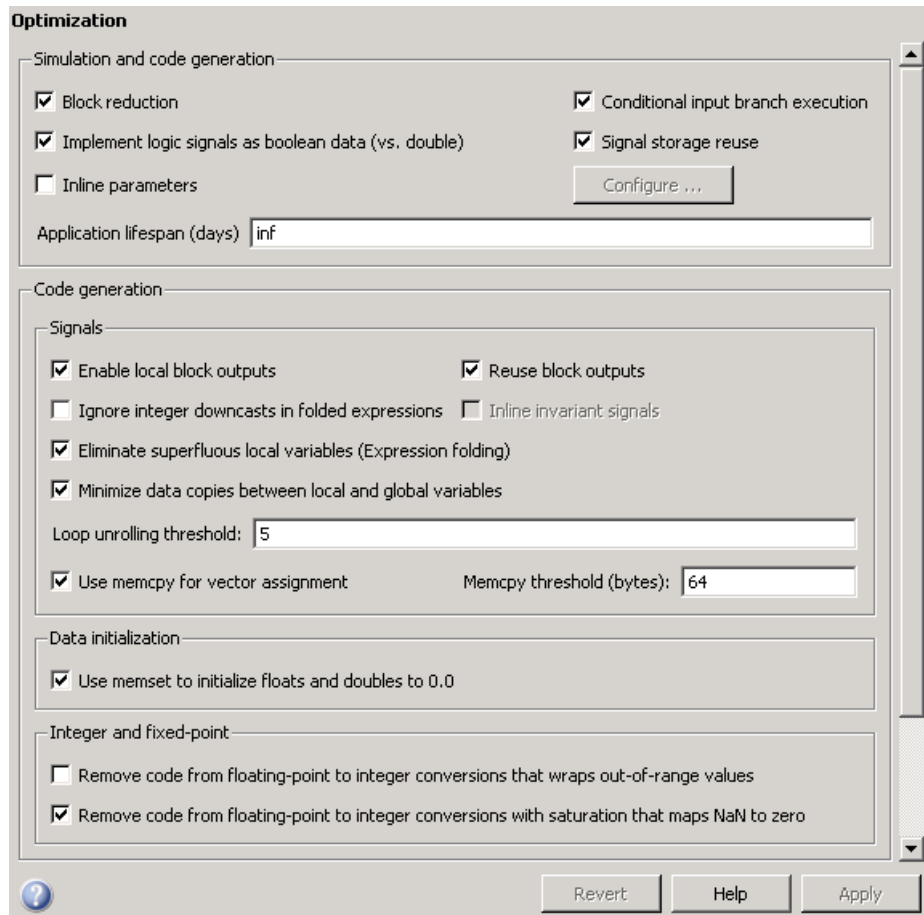 Optimization
Simulation and code generation
Block reduction
Conditional input branch execution
Implement logic signals as boolean data (vs. double)
Signal storage reuse
Inline parameters
Configure ...
Application lifespan (days) inf
Code generation
Signals
Enable local block outputs
Reuse block outputs
Ignore integer downcasts in folded expressions
Inline invariant signals
Eliminate superfluous local variables (Expression folding)
Minimize data copies between local and global variables
Loop unrolling threshold: 5
Use memcpy for vector assignment
Memcpy threshold (bytes): 64
Data initialization
Use memset to initialize floats and doubles to 0.0
Integer and fixed-point
Remove code from floating-point to integer conversions that wraps out-of-range values
Remove code from floating-point to integer conversions with saturation that maps NaN to zero
?
Revert
Help
Apply